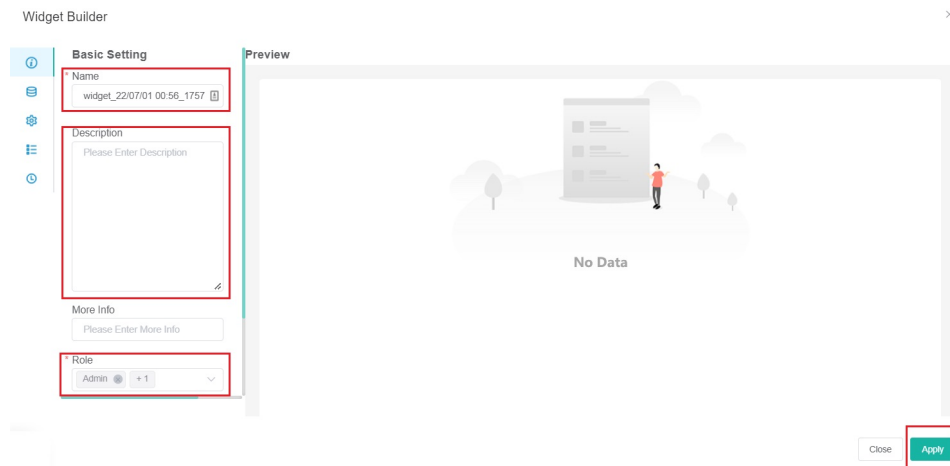 Widget Builder
Basic Setting
* Name
widget_22/07/01 00:56_1757
Description
Please Enter Description
More Info
Please Enter More Info
* Role
Admin
+ 1
Preview
No Data
Close
Apply